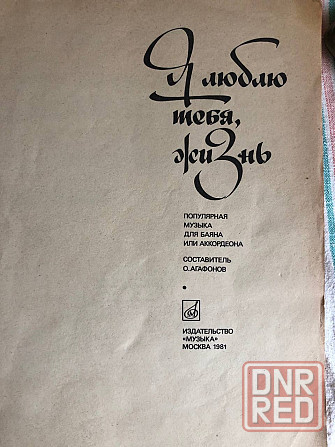 Я люблю
тебя,
жизнь
ПОПУЛЯРНАЯ
МУЗЫКА
ДЛЯ БАЯНА
ИЛИ АККОРДЕОНА
СОСТАВИТЕЛЬ
О.АГАФОНОВ
ИЗДАТЕЛЬСТВО
«МУЗЫКА»
МОСКВА 1981
DNR
RED